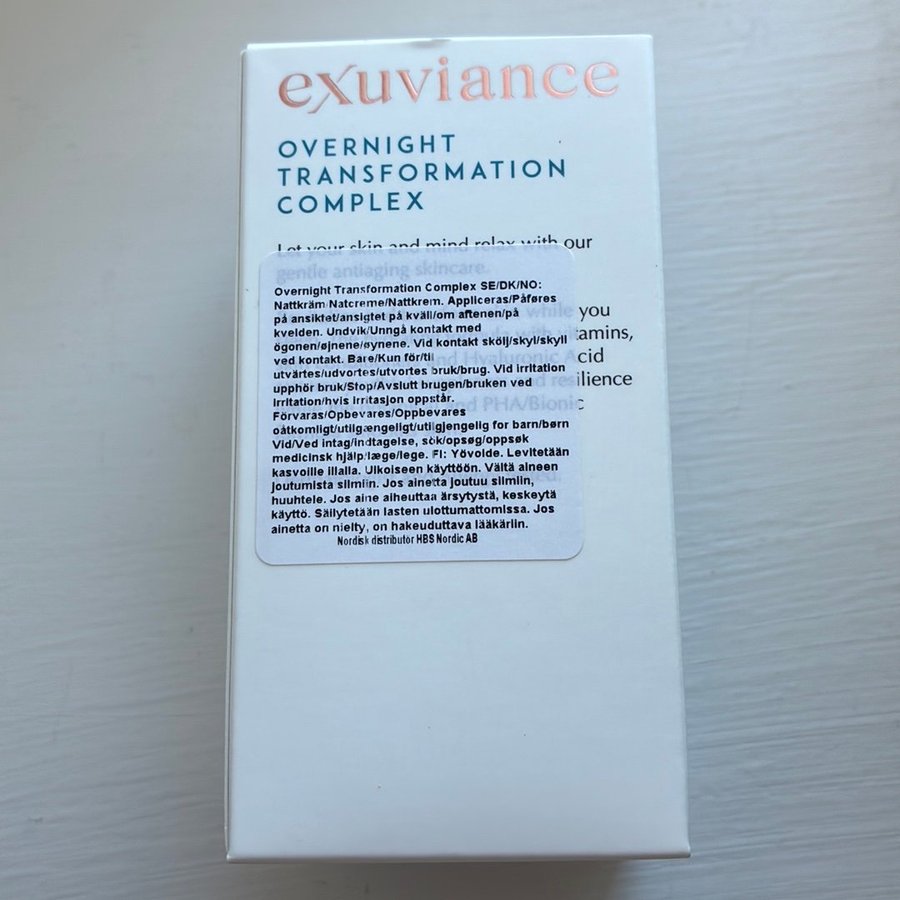 exuviance
OVERNIGHT
TRANSFORMATION
COMPLEX
Let your skin and mind relax with our
gentle antiaging skincare.
while you
with vitamins,
and Hyaluronic Acid
resilience
and PHA/Bionic
Overnight Transformation Complex SE/DK/NO:
Nattkräm Natcreme/Nattkrem. Appliceras/Påføres
på ansiktet/ansigtet på kväll/om aftenen/på
kvelden. Undvik/Unngå kontakt med
ögonen/øjnene/øynene. Vid kontakt skölj/skyl/skyll
ved kontakt. Bare/Kun för/til
utvärtes/udvortes/utvortes bruk/brug. Vid irritation
upphör bruk/Stop/Avslutt brugen/bruken ved
irritation/hvis irritasjon oppstår.
Förvaras/Opbevares/Oppbevares
oåtkomligt/utilgængeligt/utilgjengelig for barn/børn
Vid/Ved intag/indtagelse, sök/opsøg/oppsøk
medicinsk hjälp/læge/lege. FI: Yövoide. Levitetään
kasvoille illalla. Ulkoiseen käyttöön. Vältä aineen
joutumista silmiin. Jos ainetta joutuu silmiin,
huuhtele. Jos aine aiheuttaa ärsytystä, keskeytä
käyttö. Säilytetään lasten ulottumattomissa. Jos
ainetta on nielty, on hakeuduttava lääkäriin.
Nordisk distributör HBS Nordic AB